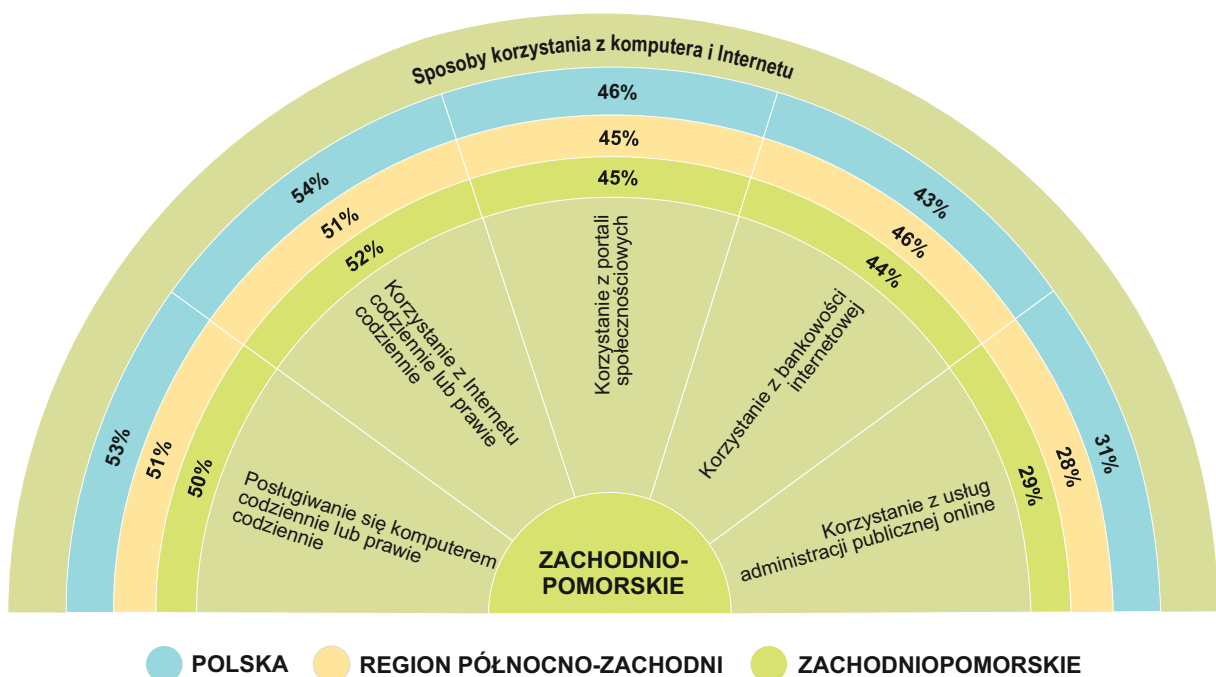 Sposoby korzystania z komputera i Internetu
46%
45%
45%
54%
51%
52%
43%
46%
44%
53%
51%
50%
31%
28%
29%
Posługiwanie się komputerem
codziennie lub prawie
codziennie
Korzystanie z Internetu
codziennie lub prawie
codziennie
Korzystanie z portali
społecznościowych
Korzystanie z bankowości
internetowej
Korzystanie z usług
administracji publicznej online
ZACHODNIO-
POMORSKIE
POLSKA REGION PÓŁNOCNO-ZACHODNI ZACHODNIOPOMORSKIE